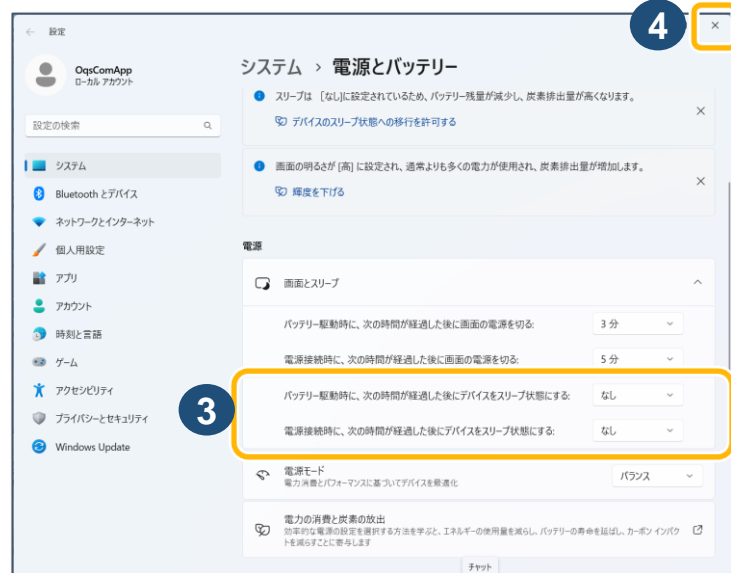 4
← 設定
×
OqsComApp
ローカル アカウント
設定の検索
システム
Bluetooth とデバイス
ネットワークとインターネット
個人用設定
アプリ
アカウント
時刻と言語
ゲーム
アクセシビリティ
プライバシーとセキュリティ
Windows Update
システム › 電源とバッテリー
スリープは [なし]に設定されているため、バッテリー残量が減少し、炭素排出量が高くなります。
デバイスのスリープ状態への移行を許可する
画面の明るさが [高] に設定され、通常よりも多くの電力が使用され、炭素排出量が増加します。
輝度を下げる
電源
画面とスリープ
バッテリー駆動時に、次の時間が経過した後に画面の電源を切る: 3 分
電源接続時に、次の時間が経過した後に画面の電源を切る: 5 分
3
バッテリー駆動時に、次の時間が経過した後にデバイスをスリープ状態にする: なし
電源接続時に、次の時間が経過した後にデバイスをスリープ状態にする: なし
電源モード
電力消費とパフォーマンスに基づいてデバイスを最適化
バランス
電力の消費と炭素の放出
効率的な電源の設定を選択する方法を学ぶと、エネルギーの使用量を減らし、バッテリーの寿命を延ばし、カーボン インパク
トを減らすことに寄与します
チャット